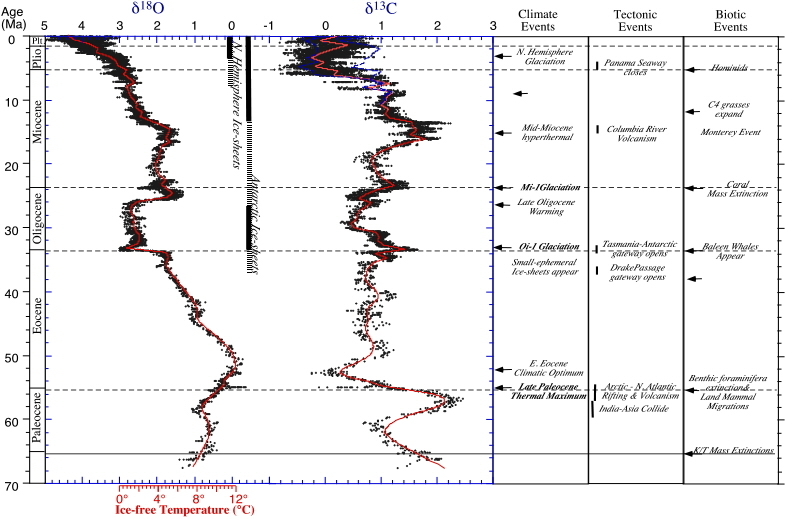 Age
(Ma)
δ18O
δ13C
Climate
Events
Tectonic
Events
Biotic
Events
5 4 3 2 1 0 -1 0 1 2 3
0
10
20
30
40
50
60
70
Plt
Plio
Miocene
Oligocene
Eocene
Paleocene
N. Hemisphere Ice-sheets
Antarctic Ice-sheets
N. Hemisphere
Glaciation
Mid-Miocene
hyperthermal
Mi-1Glaciation
Late Oligocene
Warming
Oi-1 Glaciation
Small-ephemeral
Ice-sheets appear
E. Eocene
Climatic Optimum
Late Paleocene
Thermal Maximum
Panama Seaway
closes
Columbia River
Volcanism
Tasmania-Antarctic
gateway opens
DrakePassage
gateway opens
Arctic - N. Atlantic
Rifting & Volcanism
India-Asia Collide
Hominids
C4 grasses
expand
Monterey Event
Coral
Mass Extinction
Baleen Whales
Appear
Benthic foraminifera
extinction&
Land Mammal
Migrations
K/T Mass Extinctions
0° 4° 8° 12°
Ice-free Temperature (°C)